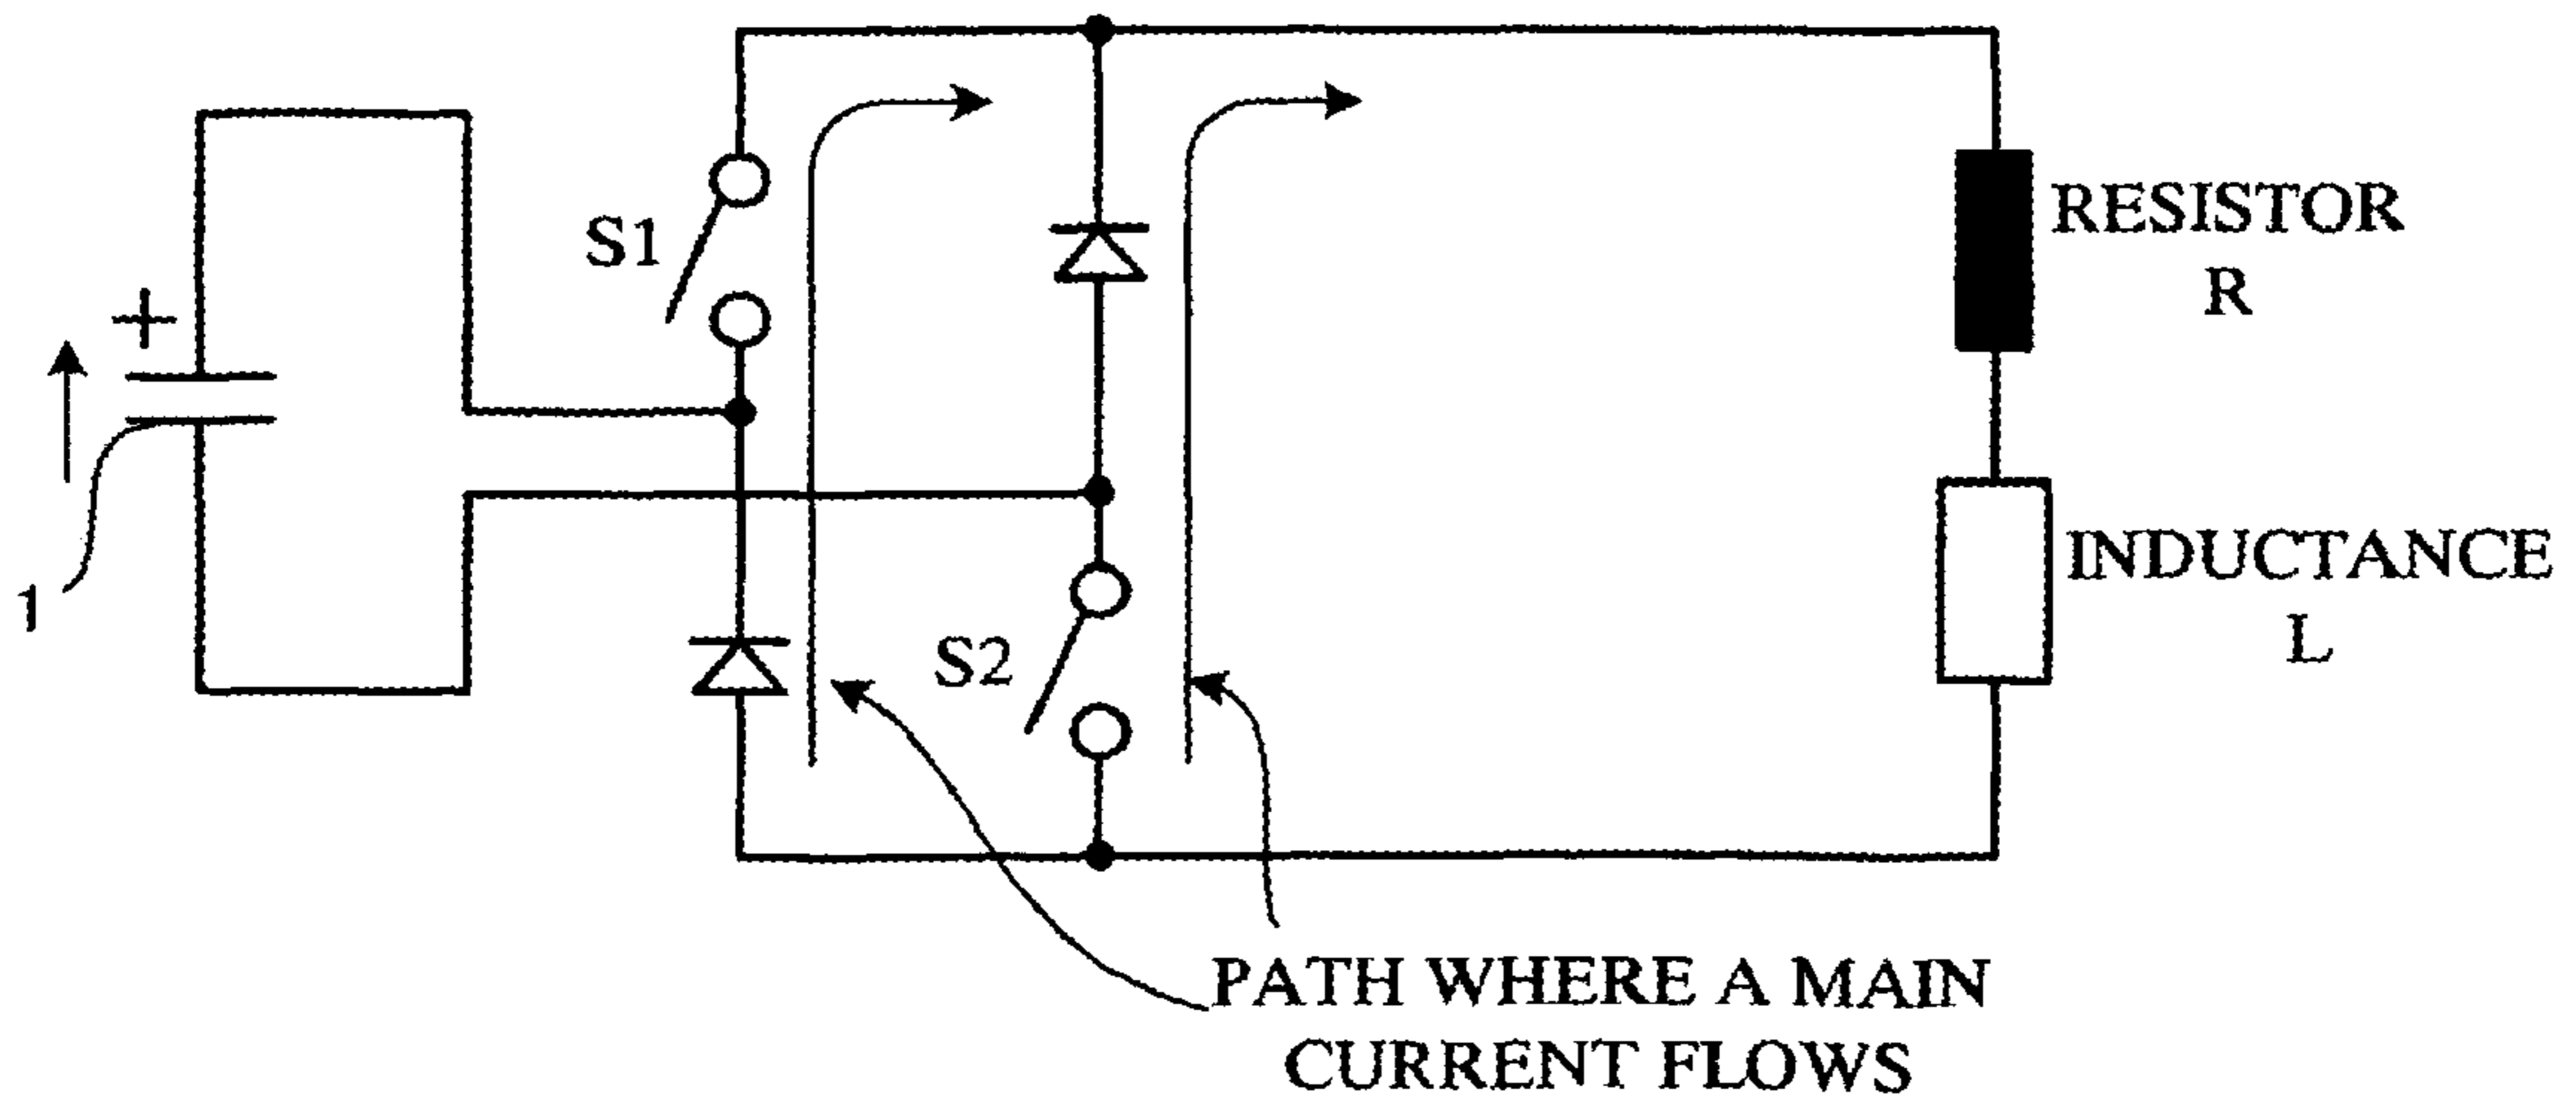 S1
+
RESISTOR
R
1
S2
INDUCTANCE
L
PATH WHERE A MAIN
CURRENT FLOWS